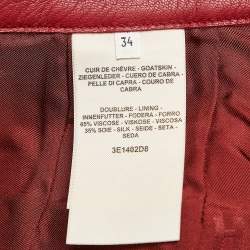 34
CUIR DE CHÈVRE - GOATSKIN -
ZIEGENLEDER - CUERO DE CABRA -
PELLE DI CAPRA - COURO DE CABRA
DOUBLURE - LINING -
INNENFUTTER - FODERA - FORRO
65% VISCOSE - VISKOSE - VISCOSA
35% SOIE - SILK - SEIDE - SETA -
SEDA
3E1402D8